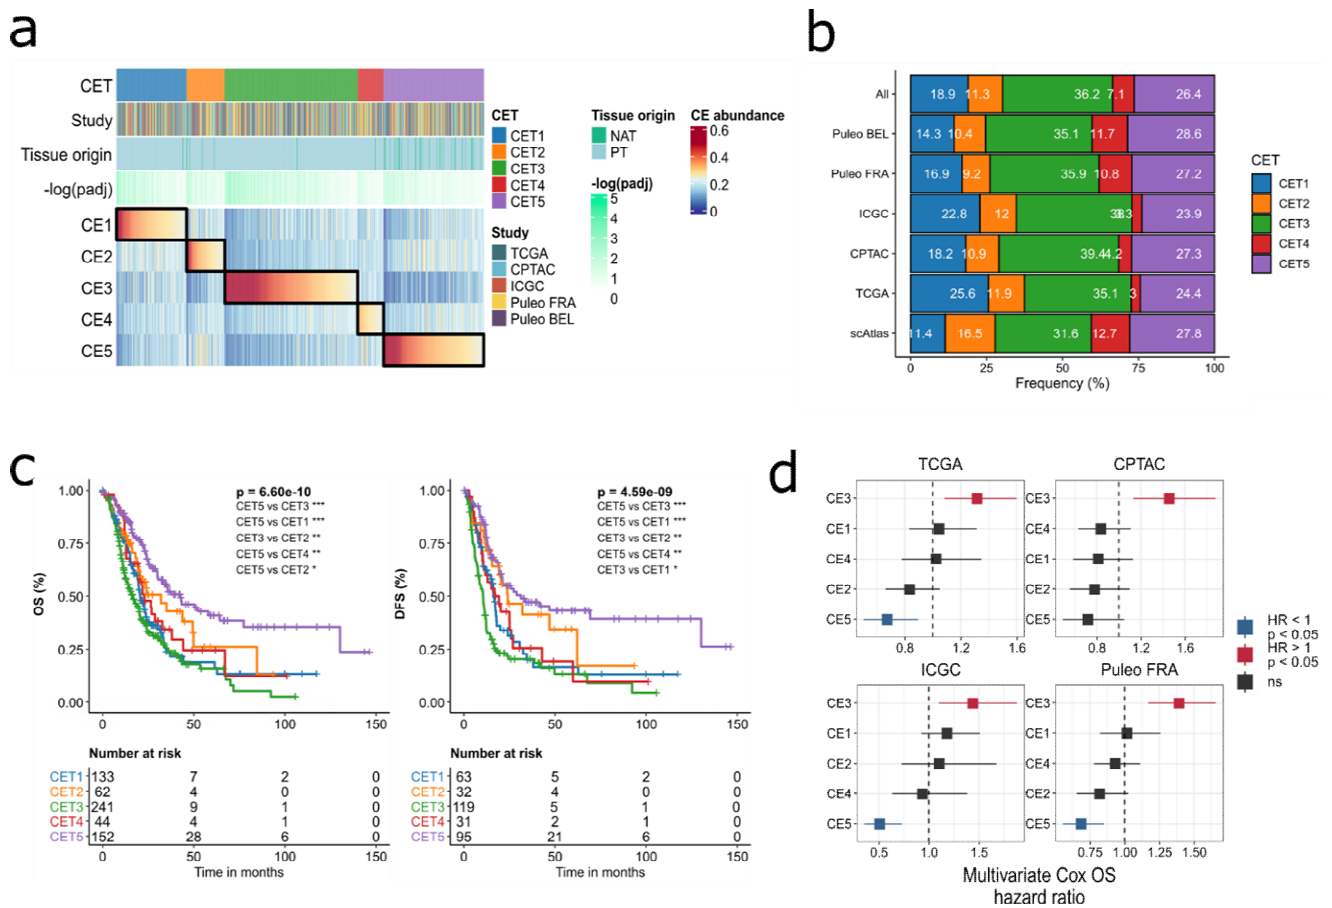 a
CET
Study
Tissue origin
-log(padj)
CE1
CE2
CE3
CE4
CE5
CET
CET1
CET2
CET3
CET4
CET5
Study
TCGA
CPTAC
ICGC
Puleo FRA
Puleo BEL
Tissue origin
NAT
PT
-log(padj)
5
4
3
2
1
0
CE abundance
0.6
0.4
0.2
0
b
All 18.9 11.3 36.2 7.1 26.4
Puleo BEL 14.3 10.4 35.1 11.7 28.6
Puleo FRA 16.9 9.2 35.9 10.8 27.2
ICGC 22.8 12 23.9
CPTAC 18.2 10.9 39.4 4.2 27.3
TCGA 25.6 11.9 35.1 3 24.4
scAtlas 11.4 16.5 31.6 12.7 27.8
0 25 50 75 100
Frequency (%)
CET
CET1
CET2
CET3
CET4
CET5
c
OS (%)
1.00
0.75
0.50
0.25
0.00
p = 6.60e-10
CET5 vs CET3 ***
CET5 vs CET1 ***
CET3 vs CET2 **
CET5 vs CET4 **
CET5 vs CET2 *
0 50 100 150
Number at risk
CET1 133 7 2 0
CET2 62 4 0 0
CET3 241 9 1 0
CET4 44 4 1 0
CET5 152 28 6 0
0 50 100 150
Time in months
DFS (%)
1.00
0.75
0.50
0.25
0.00
p = 4.59e-09
CET5 vs CET3 ***
CET5 vs CET1 ***
CET3 vs CET2 **
CET5 vs CET4 **
CET3 vs CET1 *
0 50 100 150
Number at risk
CET1 63 5 2 0
CET2 32 4 0 0
CET3 119 5 1 0
CET4 31 2 1 0
CET5 95 21 6 0
0 50 100 150
Time in months
d
TCGA
CE3
CE1
CE4
CE2
CE5
0.8 1.0 1.2 1.4 1.6
CPTAC
CE3
CE4
CE1
CE2
CE5
0.8 1.2 1.6
ICGC
CE3
CE1
CE2
CE4
CE5
0.5 1.0 1.5
Puleo FRA
CE3
CE1
CE4
CE2
CE5
0.75 1.00 1.25 1.50
Multivariate Cox OS
hazard ratio
HR < 1
p < 0.05
HR > 1
p < 0.05
ns